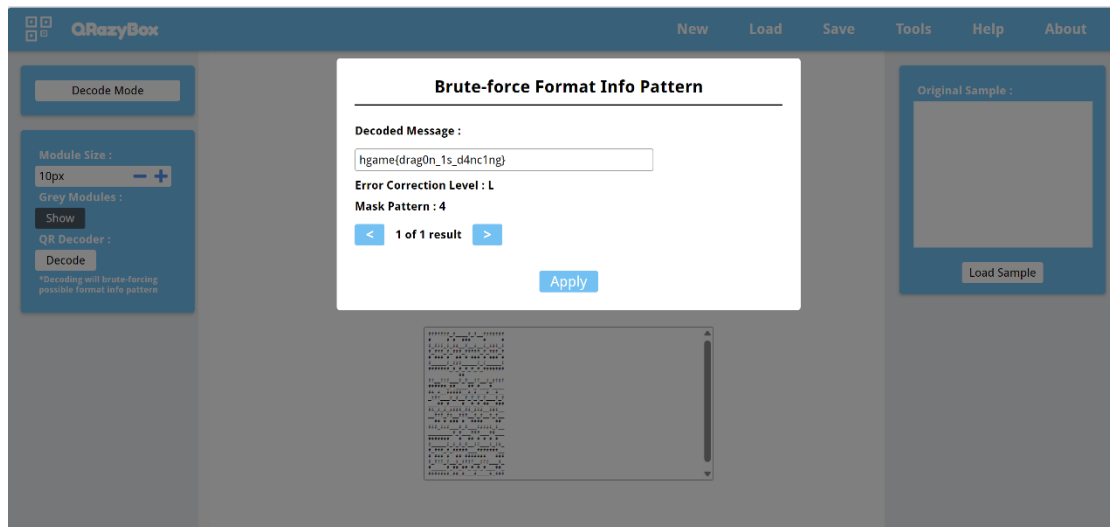 QRazyBox New Load Save Tools Help About
Decode Mode
Module Size :
10px
Grey Modules :
Show
QR Decoder :
Decode
*Decoding will brute-forcing
possible format info pattern
Brute-force Format Info Pattern
Decoded Message :
hgame{drag0n_1s_d4nc1ng}
Error Correction Level : L
Mask Pattern : 4
< 1 of 1 result >
Apply
Original Sample :
Load Sample